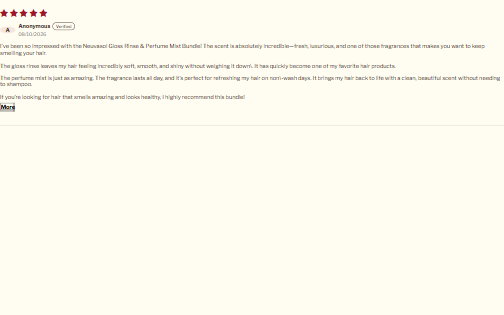 Anonymous Verified
A
08/10/2026
I've been so impressed with the Neuvasol Gloss Rinse & Perfume Mist Bundle! The scent is absolutely incredible—fresh, luxurious, and one of those fragrances that makes you want to keep
smelling your hair.
The gloss rinse leaves my hair feeling incredibly soft, smooth, and shiny without weighing it down. It has quickly become one of my favorite hair products.
The perfume mist is just as amazing. The fragrance lasts all day, and it's perfect for refreshing my hair on non-wash days. It brings my hair back to life with a clean, beautiful scent without needing
to shampoo.
If you're looking for hair that smells amazing and looks healthy, I highly recommend this bundle!
More